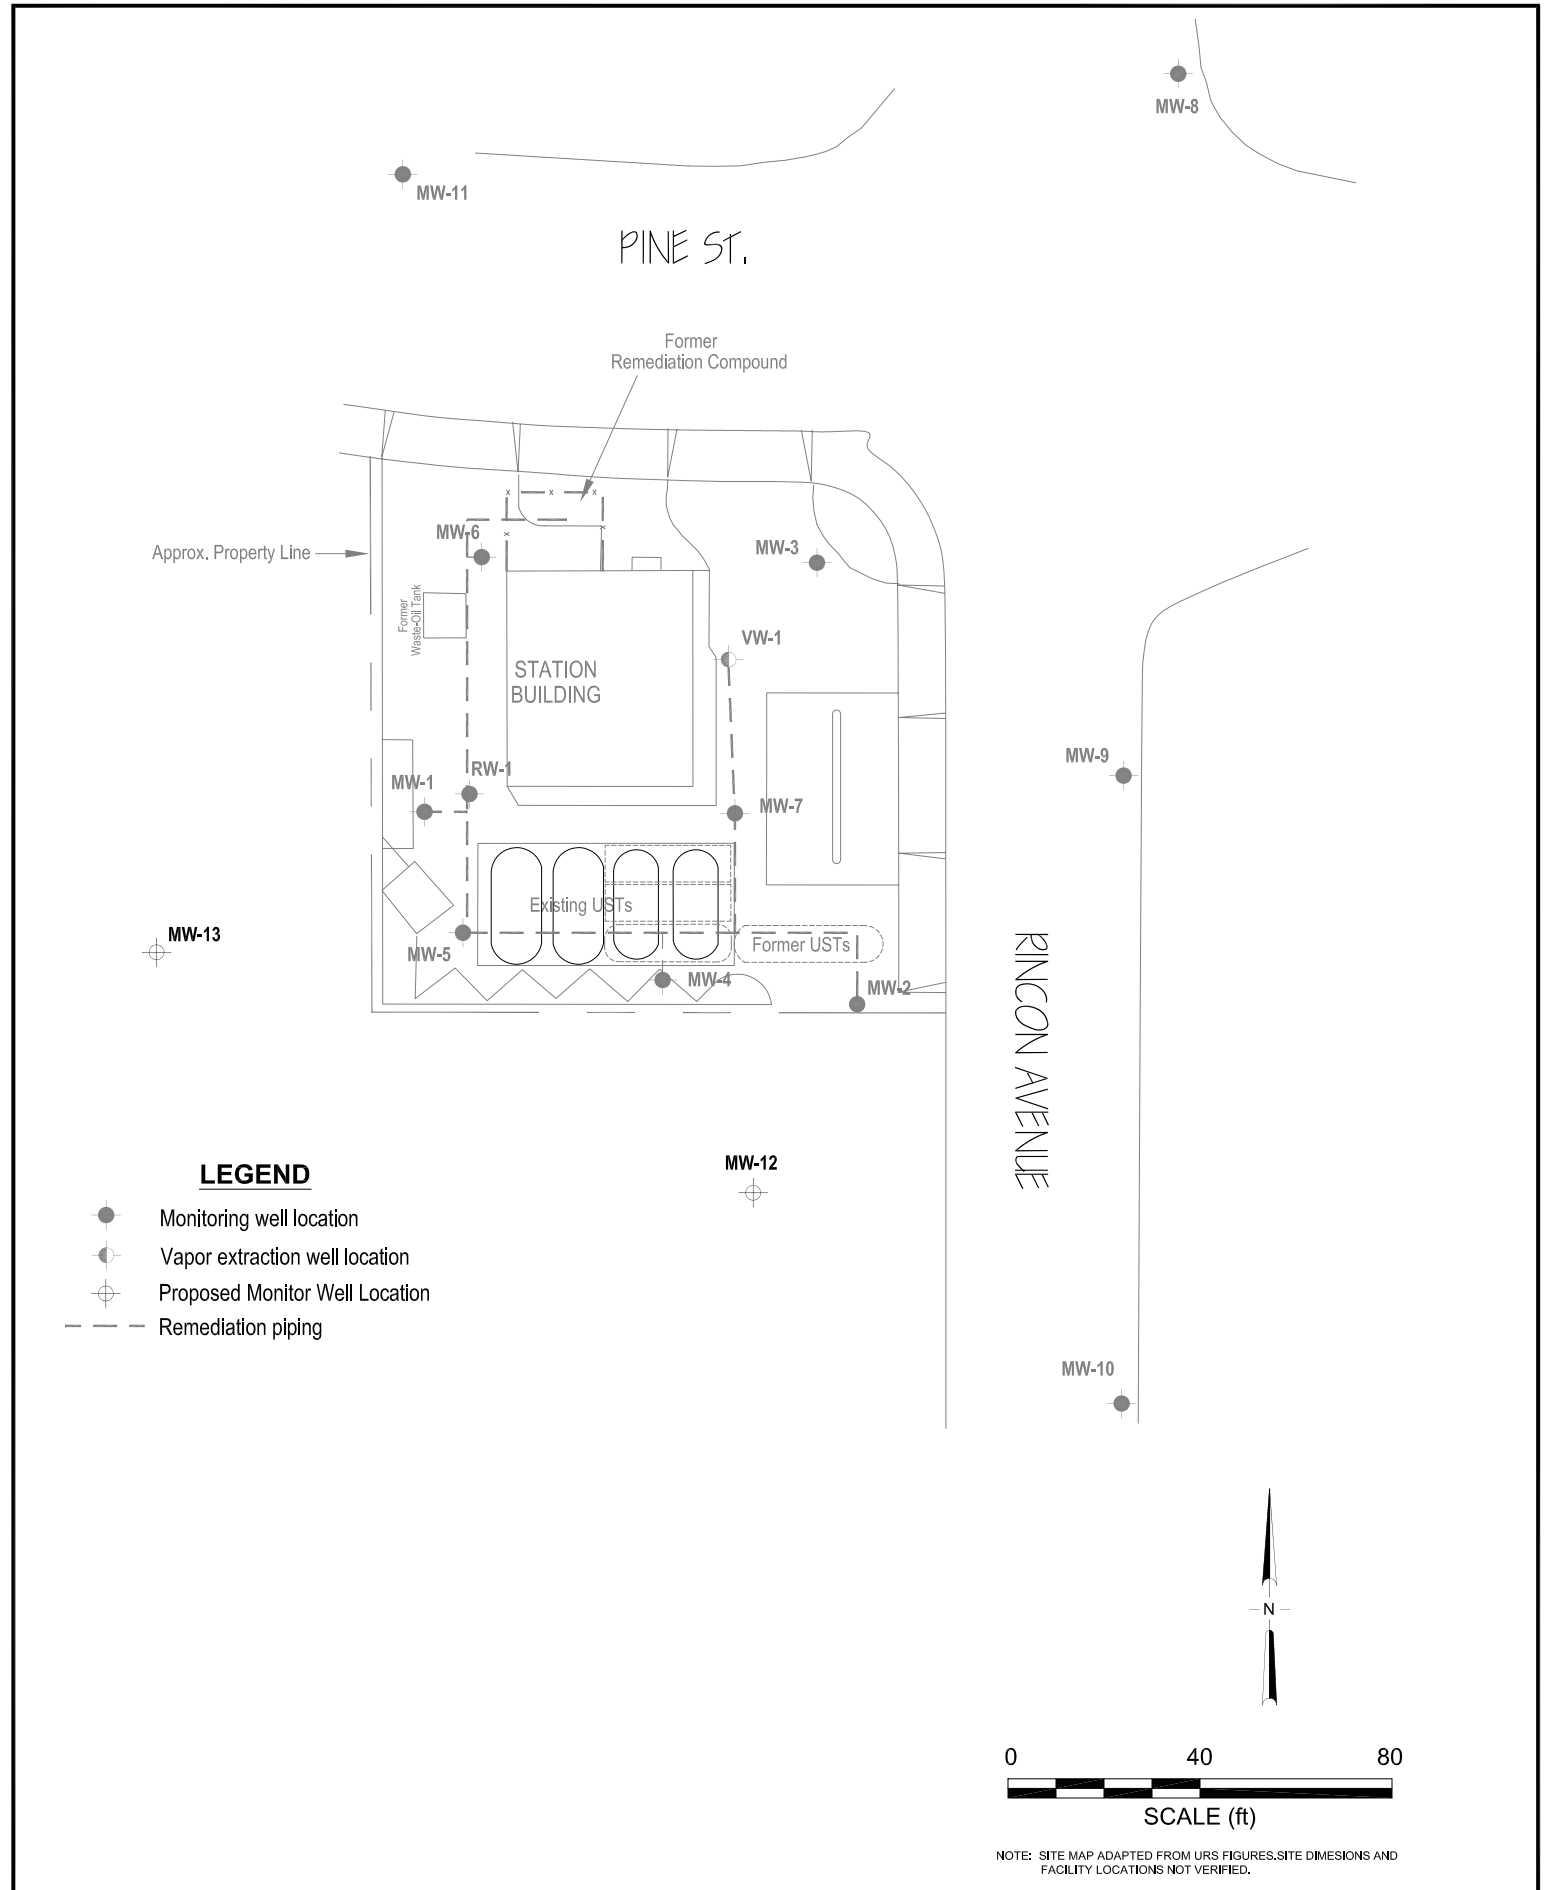 MW-8
MW-11
PINE ST.
Former
Remediation Compound
MW-6
Approx. Property Line
MW-3
Former
Waste-Oil Tank
VW-1
STATION
BUILDING
MW-9
RW-1
MW-1
MW-7
Existing USTs
MW-13
MW-5
Former USTs
MW-4
MW-2
RINCON AVENUE
MW-12
LEGEND
Monitoring well location
Vapor extraction well location
Proposed Monitor Well Location
Remediation piping
MW-10
N
0 40 80
SCALE (ft)
NOTE: SITE MAP ADAPTED FROM URS FIGURES.SITE DIMESIONS AND
FACILITY LOCATIONS NOT VERIFIED.